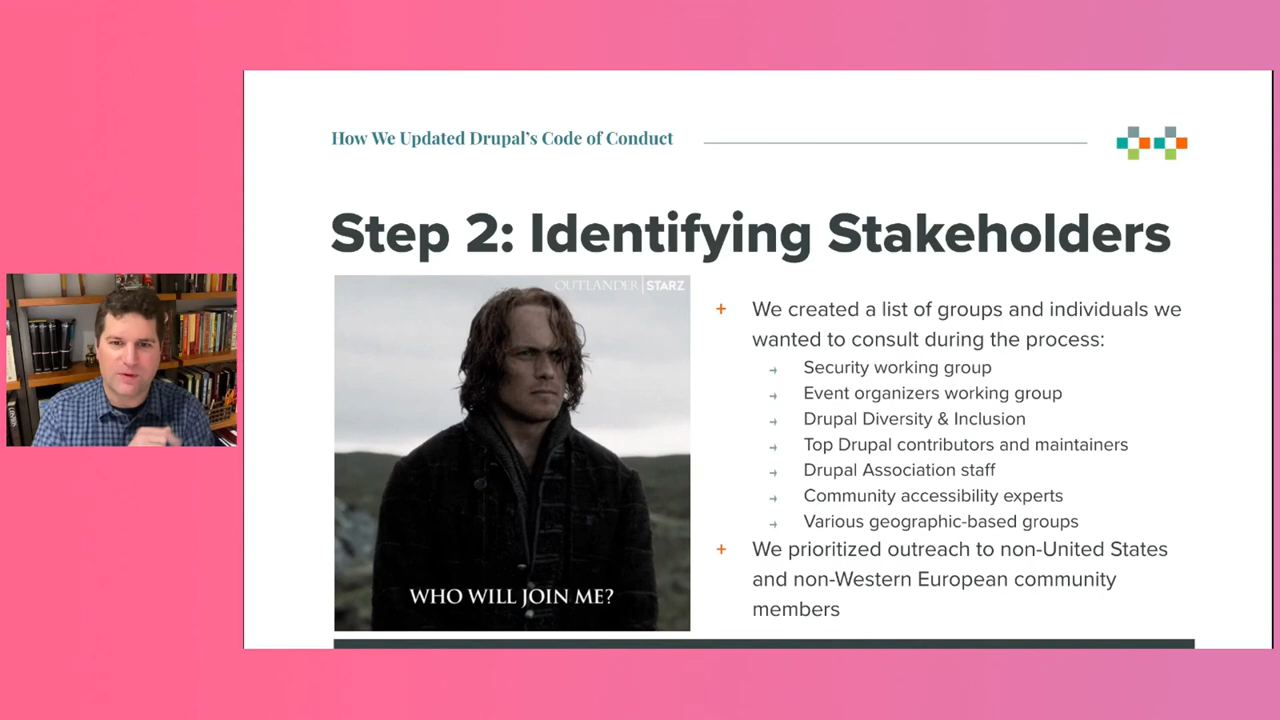 How We Updated Drupal's Code of Conduct
Step 2: Identifying Stakeholders
OUTLANDER | STARZ
WHO WILL JOIN ME?
+ We created a list of groups and individuals we
wanted to consult during the process:
→ Security working group
→ Event organizers working group
→ Drupal Diversity & Inclusion
→ Top Drupal contributors and maintainers
→ Drupal Association staff
→ Community accessibility experts
→ Various geographic-based groups
+ We prioritized outreach to non-United States
and non-Western European community
members